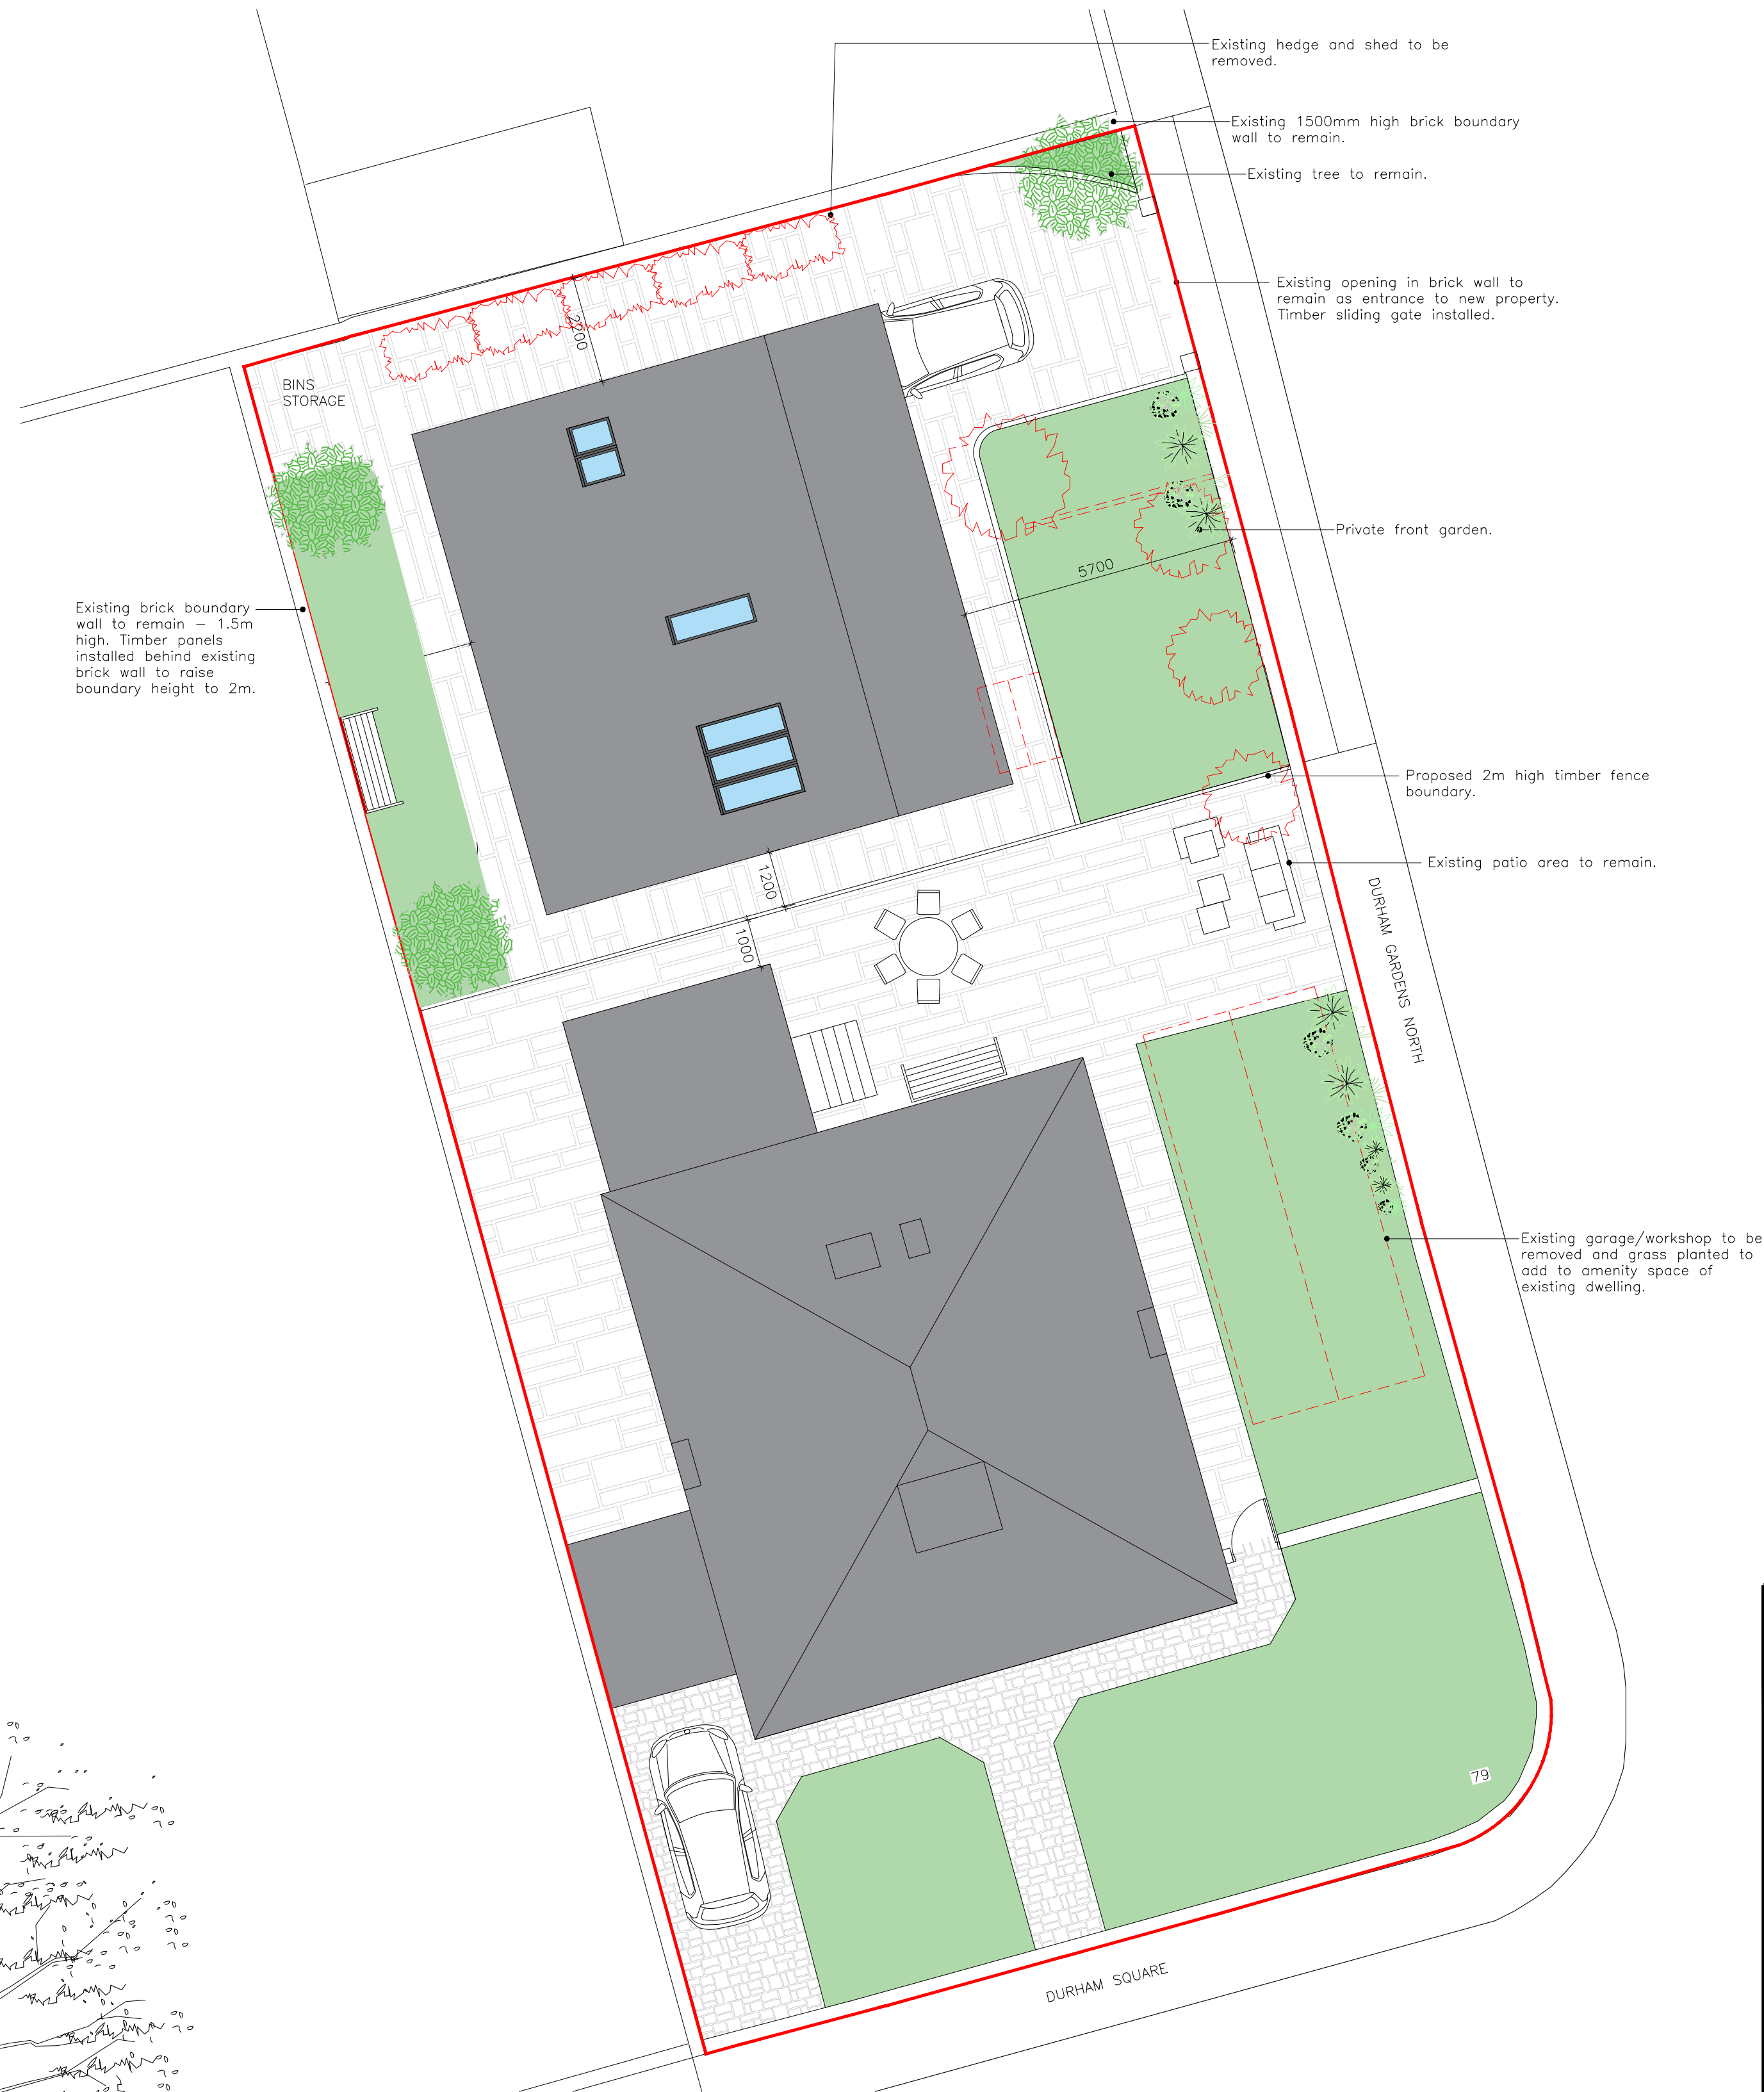 Existing hedge and shed to be
removed.
Existing 1500mm high brick boundary
wall to remain.
Existing tree to remain.
Existing opening in brick wall to
remain as entrance to new property.
Timber sliding gate installed.
2200
BINS
STORAGE
Private front garden.
5700
Existing brick boundary
wall to remain – 1.5m
high. Timber panels
installed behind existing
brick wall to raise
boundary height to 2m.
Proposed 2m high timber fence
boundary.
Existing patio area to remain.
1200
1000
DURHAM GARDENS NORTH
Existing garage/workshop to be
removed and grass planted to
add to amenity space of
existing dwelling.
79
DURHAM SQUARE